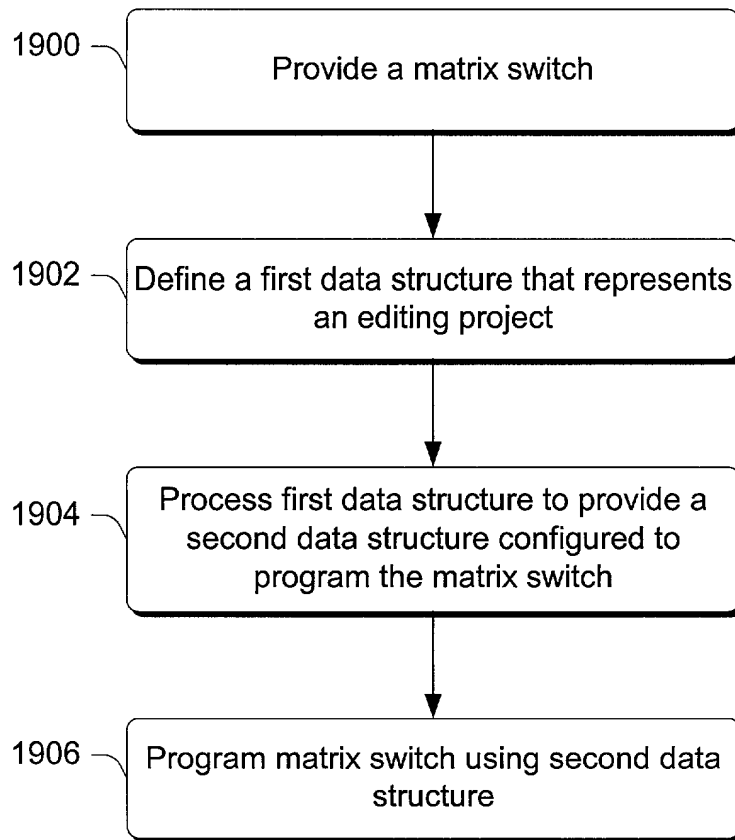 1900
Provide a matrix switch
1902
Define a first data structure that represents
an editing project
1904
Process first data structure to provide a
second data structure configured to
program the matrix switch
1906
Program matrix switch using second data
structure